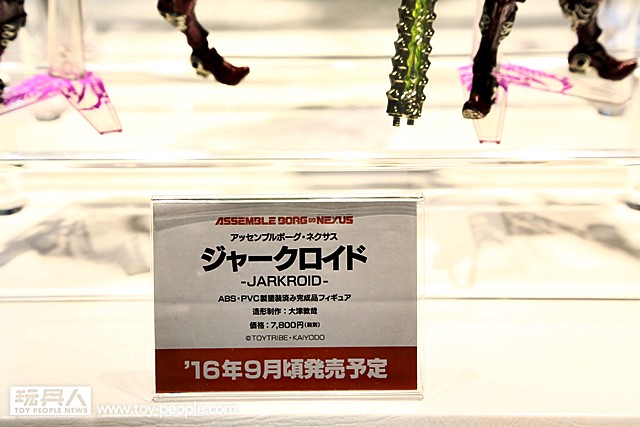 ASSEMBLE BORG∞NEXUS
アッセンブルボーグ・ネクサス
ジャークロイド
-JARKROID-
ABS・PVC製塗装済み完成品フィギュア
造形制作：大津敦哉
価格：7,800円(税別)
©TOYTRIBE・KAIYODO
'16年9月頃発売予定
玩具人
TOY PEOPLE NEWS
www.toy-people.com